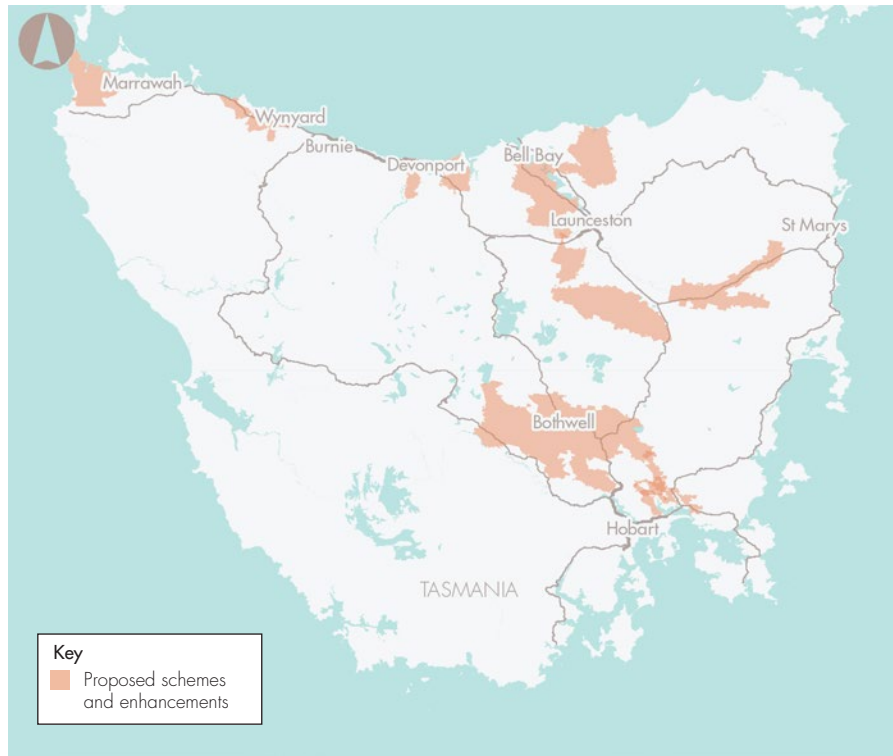 Marrawah
Wynyard
Burnie
Devonport
Bell Bay
Launceston
St Marys
Bothwell
Hobart
TASMANIA
Key
Proposed schemes
and enhancements